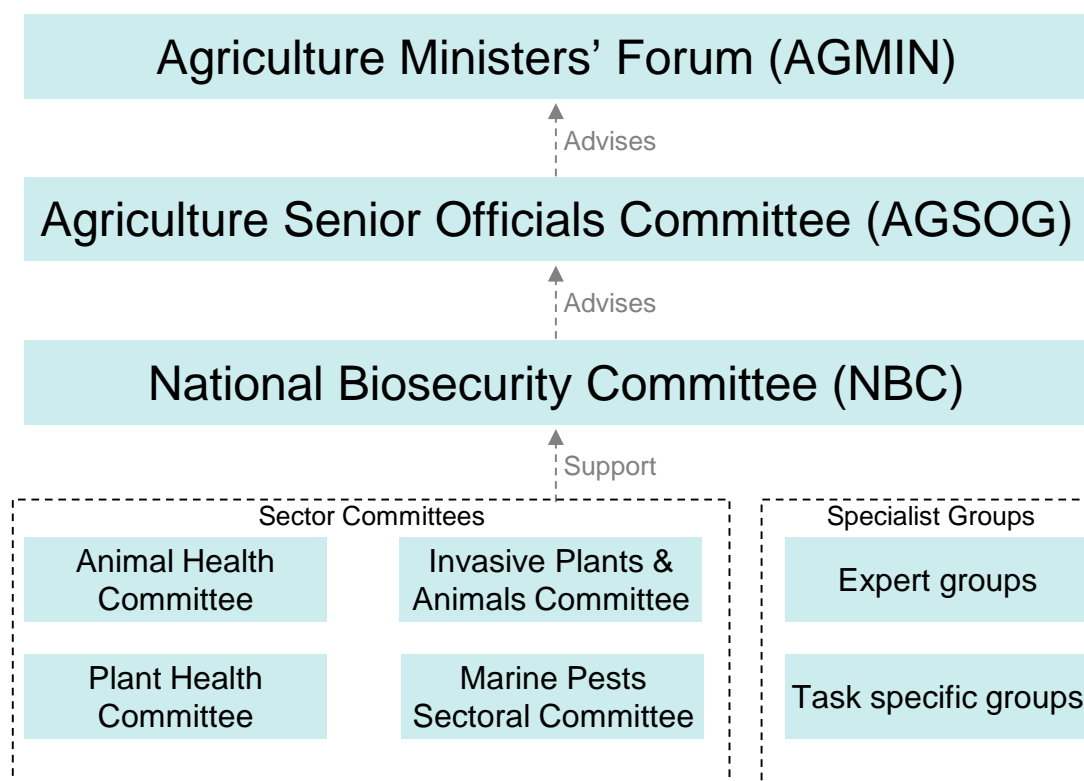 Agriculture Ministers’ Forum (AGMIN)
Advises
Agriculture Senior Officials Committee (AGSOG)
Advises
National Biosecurity Committee (NBC)
Support
Sector Committees
Animal Health
Committee
Invasive Plants &
Animals Committee
Plant Health
Committee
Marine Pests
Sectoral Committee
Specialist Groups
Expert groups
Task specific groups